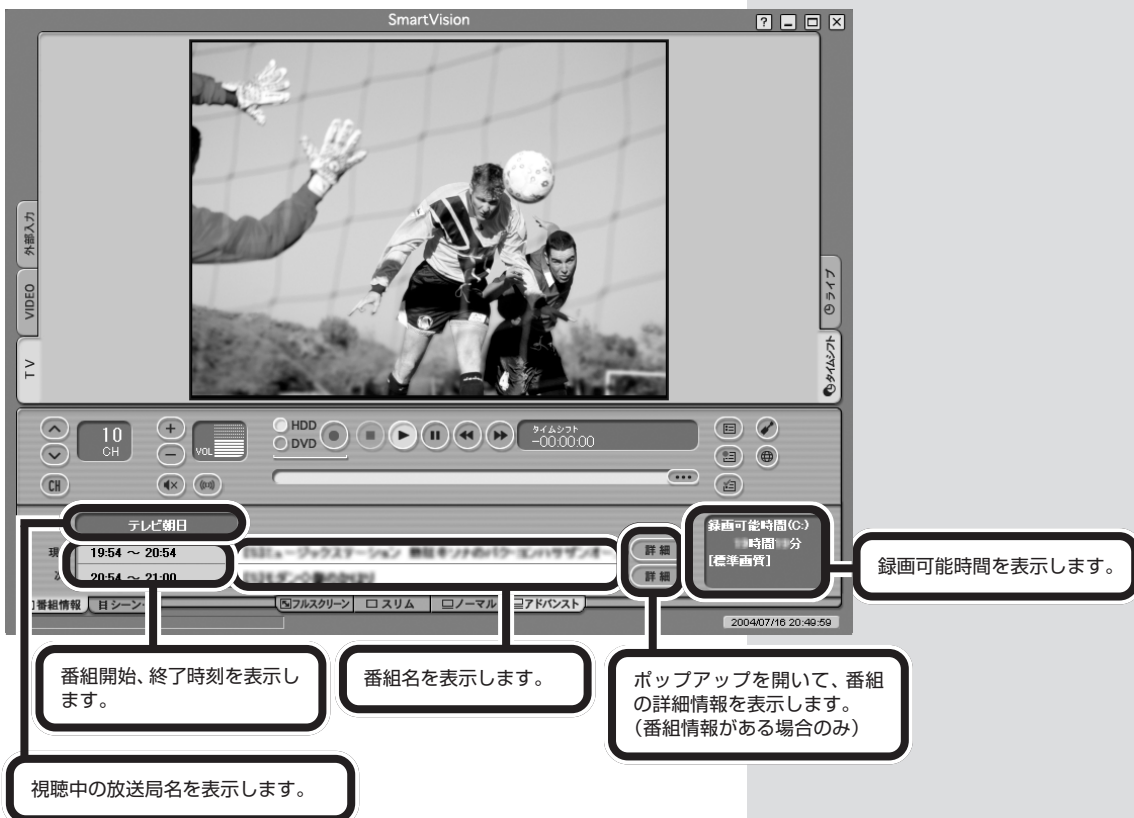 SmartVision
外部入力
VIDEO
TV
ライブ
タイムシフト
10
CH
CH
VOL
HDD
DVD
タイムシフト
-00:00:00
テレビ朝日
19:54 ～ 20:54
詳細
20:54 ～ 21:00
詳細
録画可能時間(C:)
時間 分
[標準画質]
番組情報
シーン
フルスクリーン
スリム
ノーマル
アドバンスト
2004/07/16 20:49:59
録画可能時間を表示します。
番組開始、終了時刻を表示し
ます。
番組名を表示します。
ポップアップを開いて、番組
の詳細情報を表示します。
（番組情報がある場合のみ）
視聴中の放送局名を表示します。